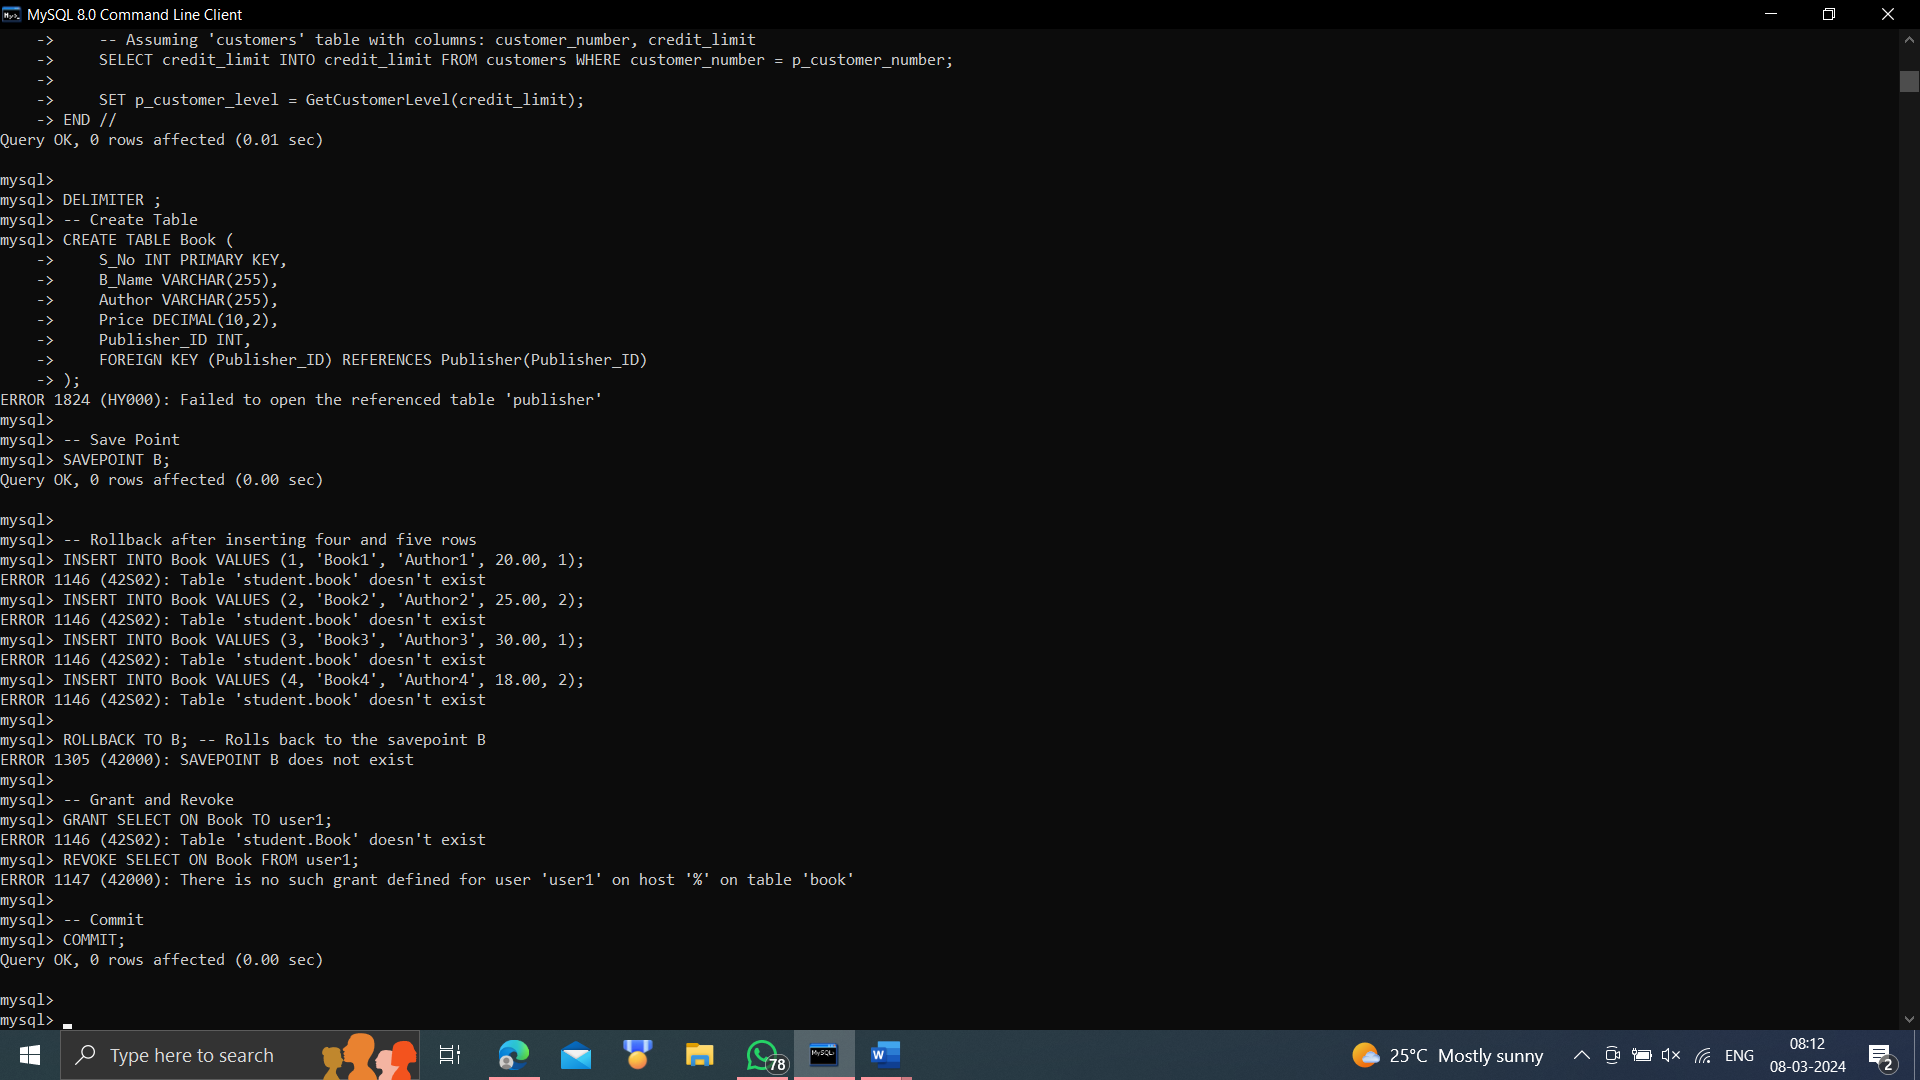 MySQL 8.0 Command Line Client
    ->     -- Assuming 'customers' table with columns: customer_number, credit_limit
    ->     SELECT credit_limit INTO credit_limit FROM customers WHERE customer_number = p_customer_number;
    ->
    ->     SET p_customer_level = GetCustomerLevel(credit_limit);
    -> END //
Query OK, 0 rows affected (0.01 sec)
mysql>
mysql> DELIMITER ;
mysql> -- Create Table
mysql> CREATE TABLE Book (
    ->     S_No INT PRIMARY KEY,
    ->     B_Name VARCHAR(255),
    ->     Author VARCHAR(255),
    ->     Price DECIMAL(10,2),
    ->     Publisher_ID INT,
    ->     FOREIGN KEY (Publisher_ID) REFERENCES Publisher(Publisher_ID)
    -> );
ERROR 1824 (HY000): Failed to open the referenced table 'publisher'
mysql>
mysql> -- Save Point
mysql> SAVEPOINT B;
Query OK, 0 rows affected (0.00 sec)
mysql>
mysql> -- Rollback after inserting four and five rows
mysql> INSERT INTO Book VALUES (1, 'Book1', 'Author1', 20.00, 1);
ERROR 1146 (42S02): Table 'student.book' doesn't exist
mysql> INSERT INTO Book VALUES (2, 'Book2', 'Author2', 25.00, 2);
ERROR 1146 (42S02): Table 'student.book' doesn't exist
mysql> INSERT INTO Book VALUES (3, 'Book3', 'Author3', 30.00, 1);
ERROR 1146 (42S02): Table 'student.book' doesn't exist
mysql> INSERT INTO Book VALUES (4, 'Book4', 'Author4', 18.00, 2);
ERROR 1146 (42S02): Table 'student.book' doesn't exist
mysql>
mysql> ROLLBACK TO B; -- Rolls back to the savepoint B
ERROR 1305 (42000): SAVEPOINT B does not exist
mysql>
mysql> -- Grant and Revoke
mysql> GRANT SELECT ON Book TO user1;
ERROR 1146 (42S02): Table 'student.Book' doesn't exist
mysql> REVOKE SELECT ON Book FROM user1;
ERROR 1147 (42000): There is no such grant defined for user 'user1' on host '%' on table 'book'
mysql>
mysql> -- Commit
mysql> COMMIT;
Query OK, 0 rows affected (0.00 sec)
mysql>
mysql>
Type here to search
78
25°C Mostly sunny
ENG
08:12
08-03-2024
2